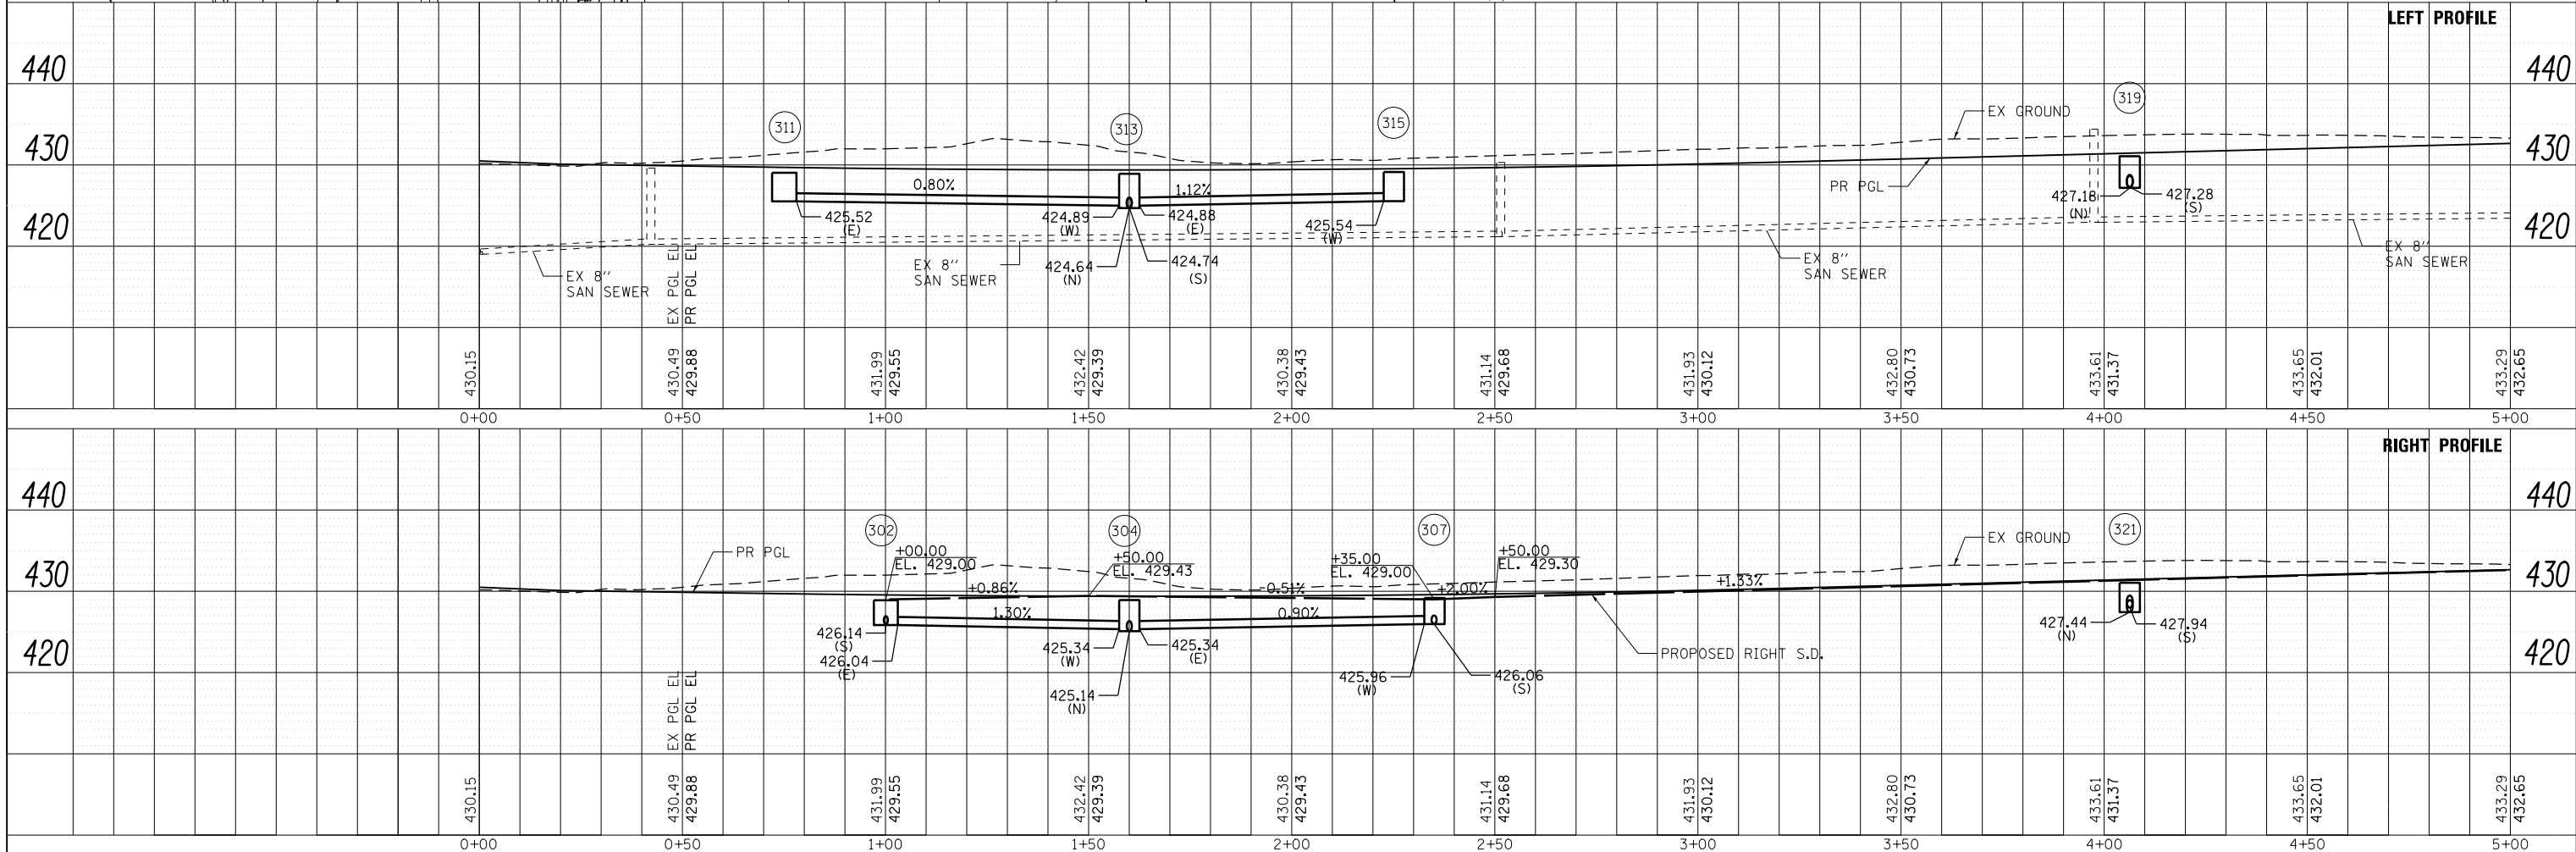 LEFT PROFILE
440
440
430
430
420
420
311
313
315
319
EX GROUND
PR PGL
0.80%
1.12%
425.52
(E)
424.89
(W)
424.88
(E)
425.54
(W)
427.18
(N)
427.28
(S)
424.64
(N)
424.74
(S)
EX 8''
SAN SEWER
EX 8''
SAN SEWER
EX 8''
SAN SEWER
EX 8''
SAN SEWER
EX PGL EL
PR PGL EL
430.15
430.49
429.88
431.99
429.55
432.42
429.39
430.38
429.43
431.14
429.68
431.93
430.12
432.80
430.73
433.61
431.37
433.65
432.01
433.29
432.65
0+00
0+50
1+00
1+50
2+00
2+50
3+00
3+50
4+00
4+50
5+00
RIGHT PROFILE
440
440
430
430
420
420
302
304
307
321
PR PGL
EX GROUND
+00.00
EL. 429.00
+50.00
EL. 429.43
+35.00
EL. 429.00
+50.00
EL. 429.30
+0.86%
-0.51%
+2.00%
+1.33%
1.30%
0.90%
426.14
(S)
426.04
(E)
425.34
(W)
425.34
(E)
425.14
(N)
425.96
(W)
426.06
(S)
427.44
(N)
427.94
(S)
PROPOSED RIGHT S.D.
EX PGL EL
PR PGL EL
430.15
430.49
429.88
431.99
429.55
432.42
429.39
430.38
429.43
431.14
429.68
431.93
430.12
432.80
430.73
433.61
431.37
433.65
432.01
433.29
432.65
0+00
0+50
1+00
1+50
2+00
2+50
3+00
3+50
4+00
4+50
5+00